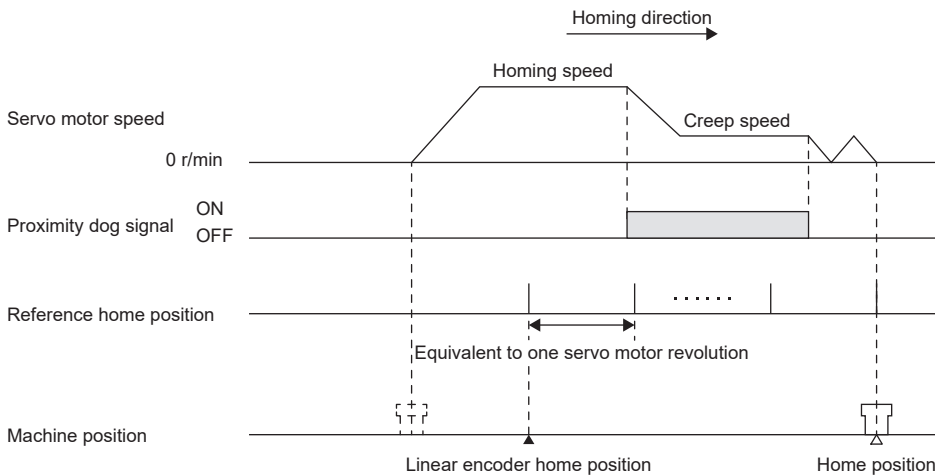 Homing direction
Homing speed
Servo motor speed
Creep speed
0 r/min
ON
Proximity dog signal
OFF
Reference home position
Equivalent to one servo motor revolution
Machine position
Linear encoder home position
Home position